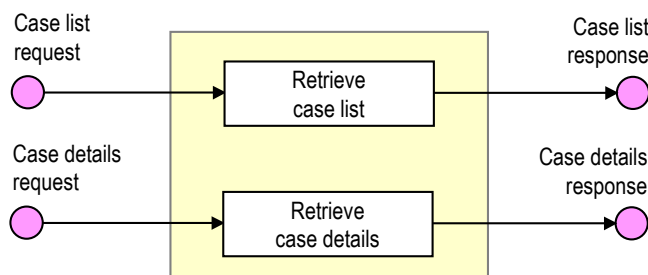 Case list
request
Case list
response
Retrieve
case list
Case details
request
Case details
response
Retrieve
case details